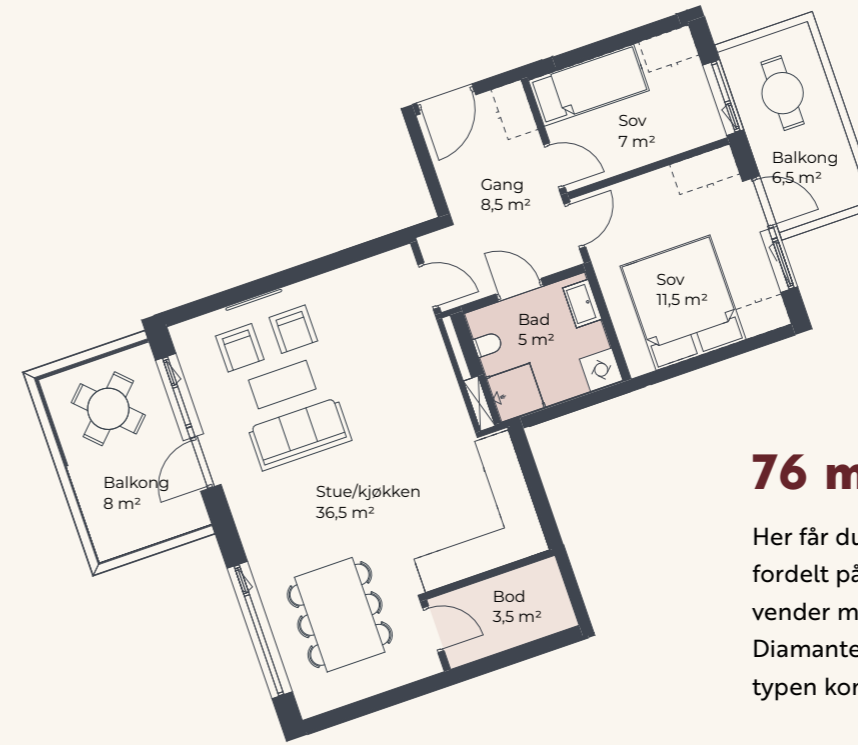 Sov
7 m²
Balkong
6,5 m²
Gang
8,5 m²
Sov
11,5 m²
Bad
5 m²
Balkong
8 m²
Stue/kjøkken
36,5 m²
Bod
3,5 m²
76 m
Her får du
fordelt på
vender m
Diamante
typen kor